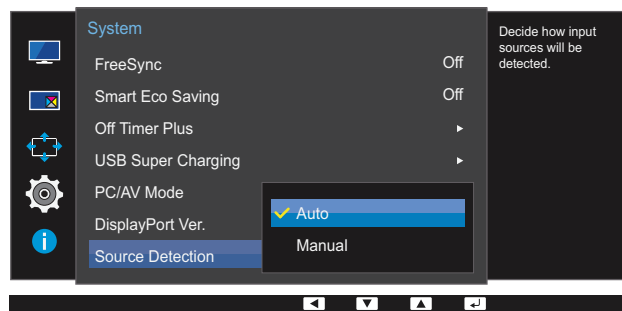 System
FreeSync Off
Smart Eco Saving Off
Off Timer Plus
USB Super Charging
PC/AV Mode
DisplayPort Ver.
Source Detection
Auto
Manual
Decide how input
sources will be
detected.